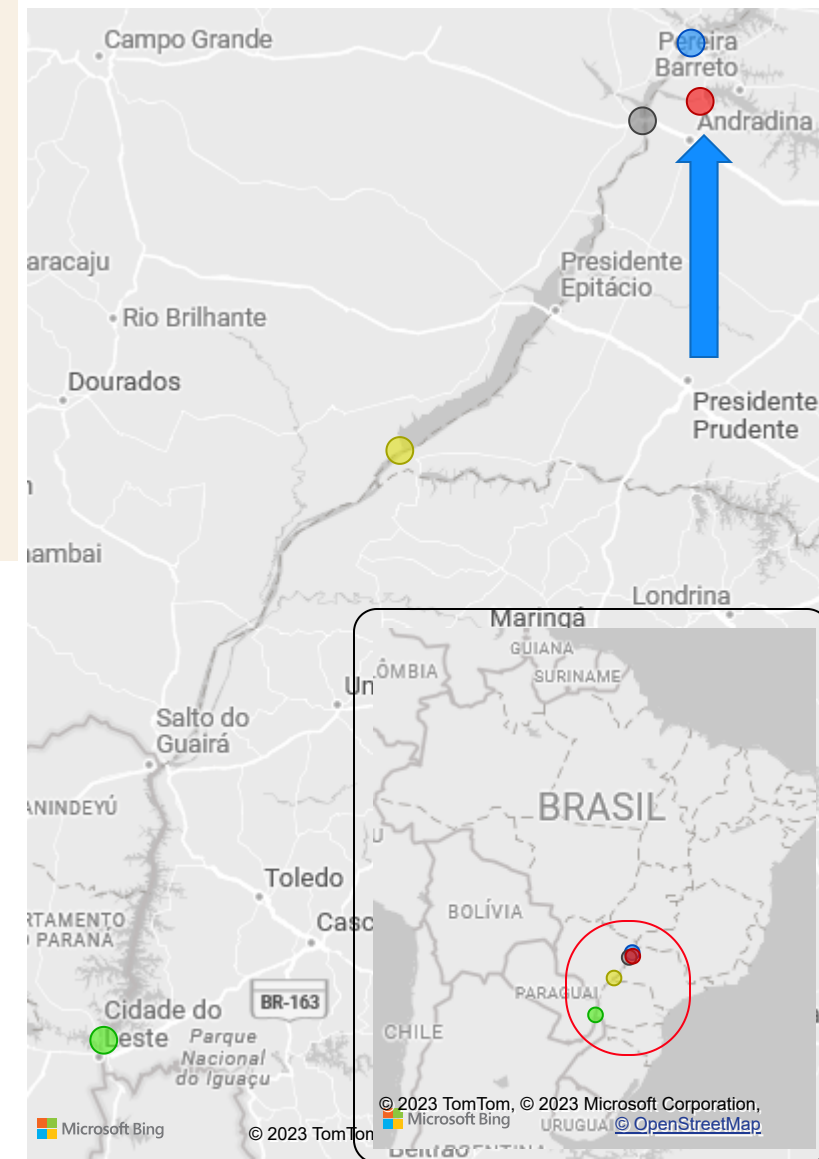 Campo Grande
Pereira
Barreto
Andradina
aracaju
Presidente
Epitácio
Rio Brilhante
Dourados
Presidente
Prudente
ambai
Londrina
Maringá
Salto do
Guairá
ANINDEYÚ
Toledo
RTAMENTO
PARANÁ
Casc
BR-163
Cidade do
Leste
Parque
Nacional
do Iguaçu
Microsoft Bing
© 2023 TomTom
GUIANA
ÔMBIA
SURINAME
BRASIL
BOLÍVIA
PARAGUAI
CHILE
© 2023 TomTom, © 2023 Microsoft Corporation,
Microsoft Bing
URUGUAI
© OpenStreetMap